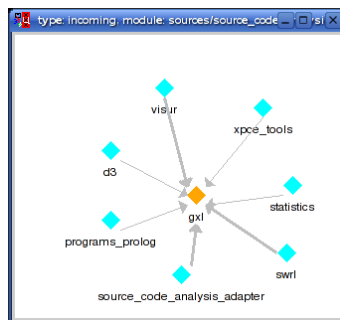 type: incoming, module: sources/source_code
visur
xpce_tools
d3
statistics
gxl
programs_prolog
swrl
source_code_analysis_adapter